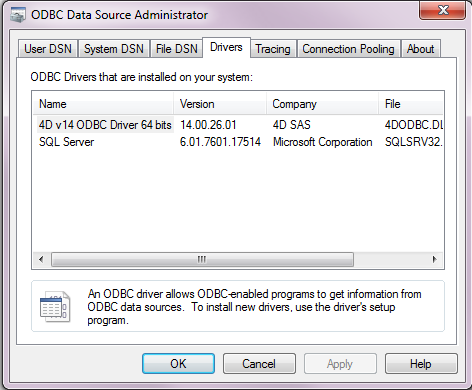 ODBC Data Source Administrator
User DSN System DSN File DSN Drivers Tracing Connection Pooling About
ODBC Drivers that are installed on your system:
Name Version Company File
4D v14 ODBC Driver 64 bits 14.00.26.01 4D SAS 4DODBC.DL
SQL Server 6.01.7601.17514 Microsoft Corporation SQLSRV32.
An ODBC driver allows ODBC-enabled programs to get information from
ODBC data sources. To install new drivers, use the driver's setup
program.
OK Cancel Apply Help